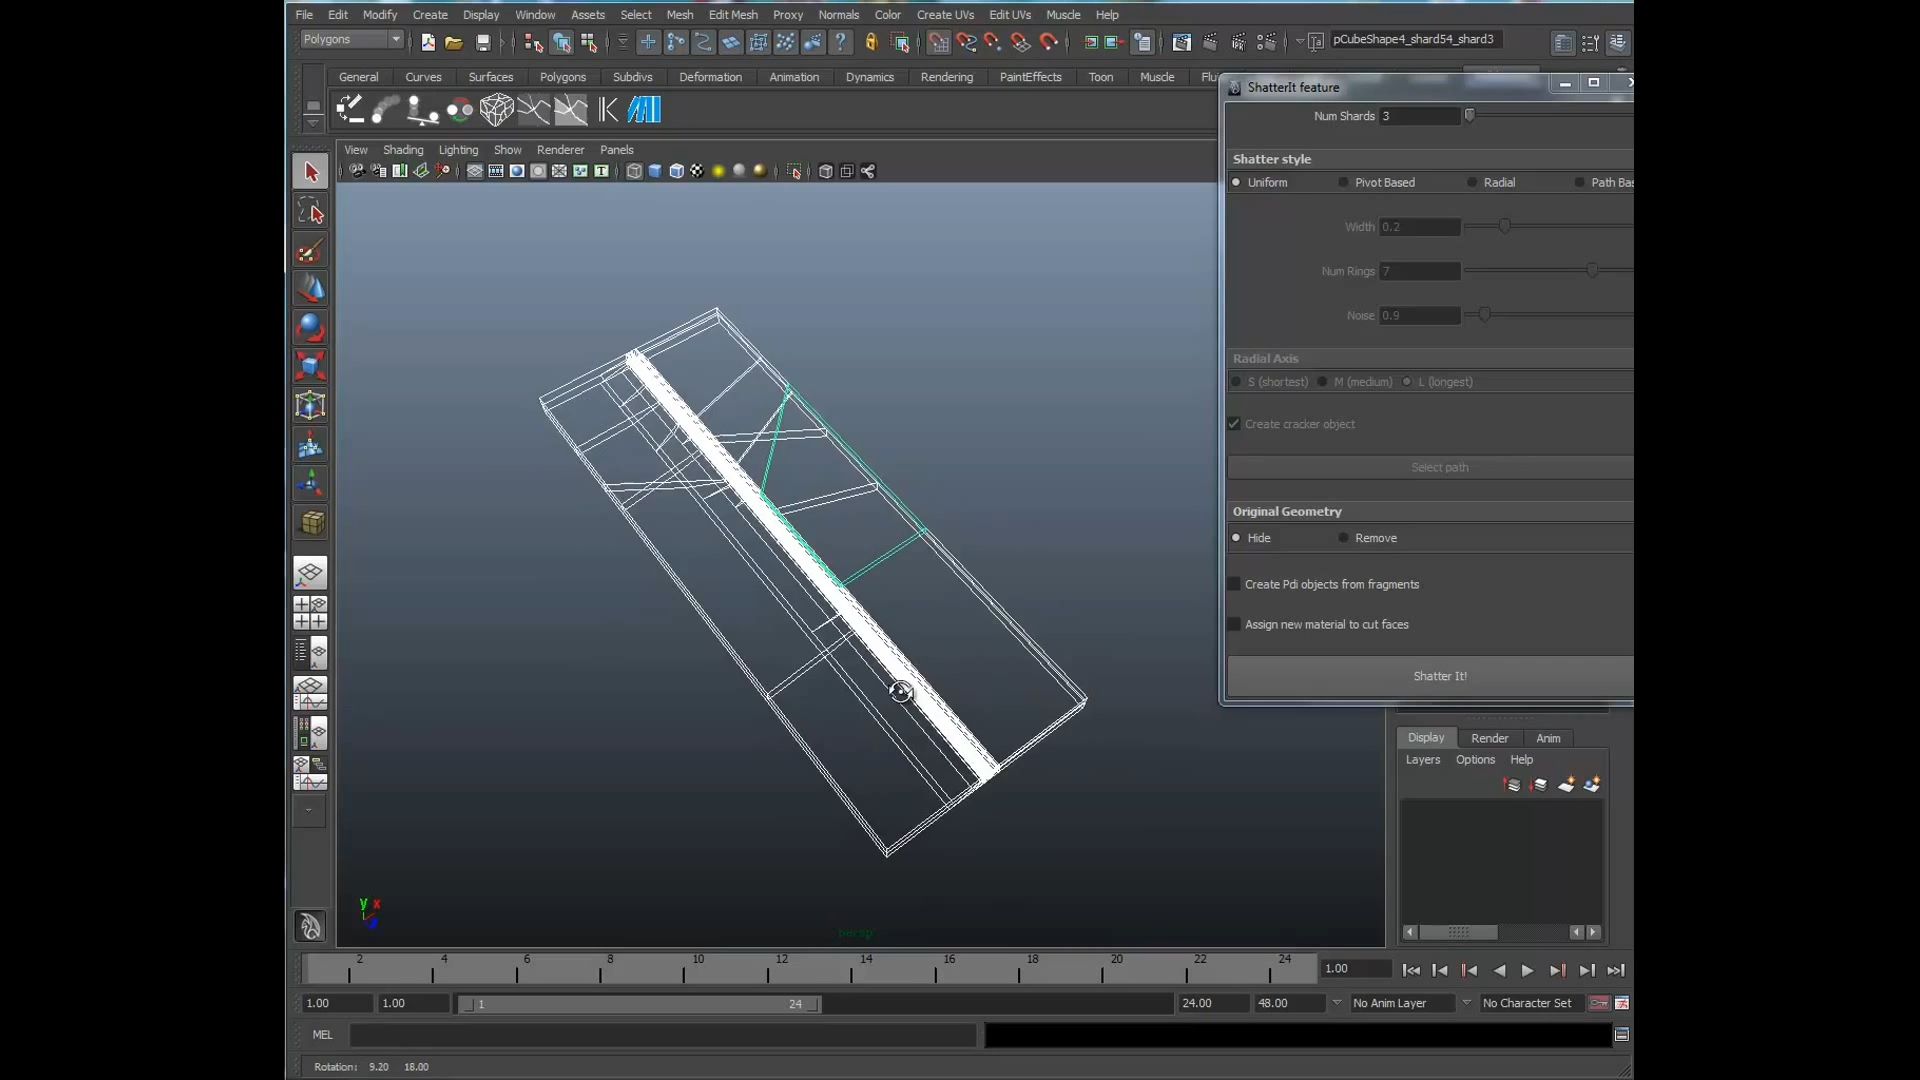 File Edit Modify Create Display Window Assets Select Mesh Edit Mesh Proxy Normals Color Create UVs Edit UVs Muscle Help
Polygons
pCubeShape4_shard54_shard3
General Curves Surfaces Polygons Subdivs Deformation Animation Dynamics Rendering PaintEffects Toon Muscle
ShatterIt feature
Num Shards 3
View Shading Lighting Show Renderer Panels
Shatter style
Uniform Pivot Based Radial Path Bas
Width 0.2
Num Rings 7
Noise 0.9
Radial Axis
S (shortest) M (medium) L (longest)
Create cracker object
Select path
Original Geometry
Hide Remove
Create Pdi objects from fragments
Assign new material to cut faces
Shatter It!
Display Render Anim
Layers Options Help
y x
persp
2 4 6 8 10 12 14 16 18 20 22 24
1.00
1.00 1.00 1 24 24.00 48.00 No Anim Layer No Character Set
MEL
Rotation: 9.20 18.00